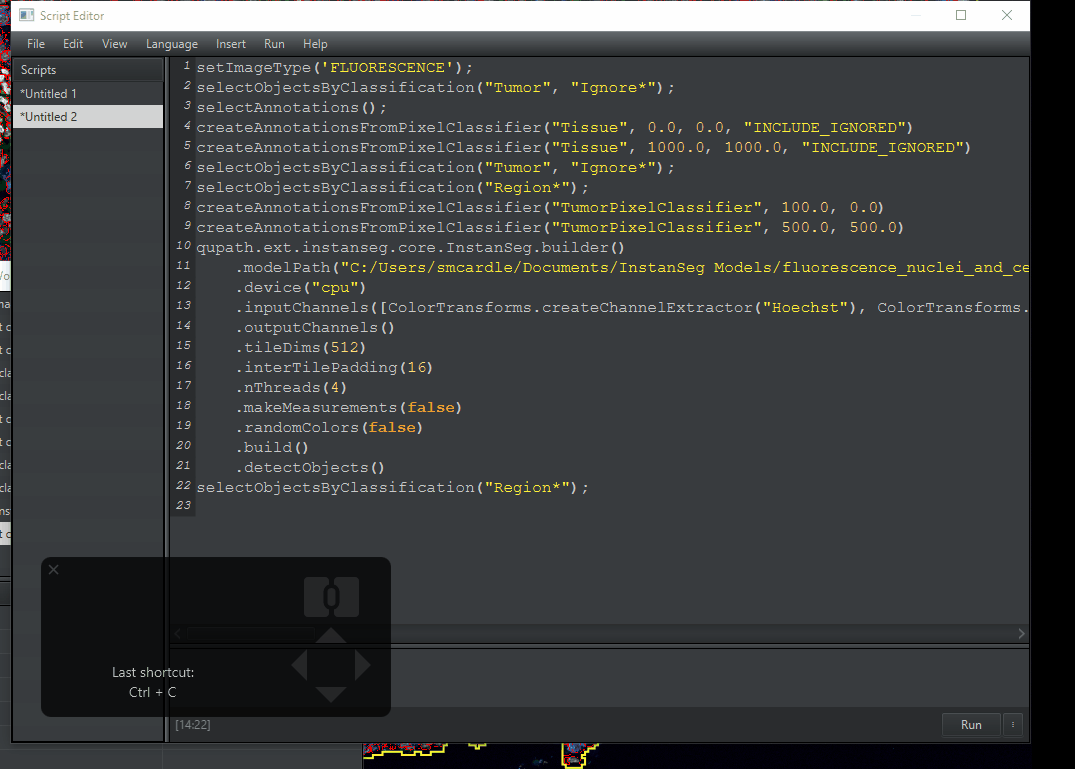 Script Editor
File Edit View Language Insert Run Help
Scripts
*Untitled 1
*Untitled 2
1 setImageType('FLUORESCENCE');
2 selectObjectsByClassification("Tumor", "Ignore*");
3 selectAnnotations();
4 createAnnotationsFromPixelClassifier("Tissue", 0.0, 0.0, "INCLUDE_IGNORED")
5 createAnnotationsFromPixelClassifier("Tissue", 1000.0, 1000.0, "INCLUDE_IGNORED")
6 selectObjectsByClassification("Tumor", "Ignore*");
7 selectObjectsByClassification("Region*");
8 createAnnotationsFromPixelClassifier("TumorPixelClassifier", 100.0, 0.0)
9 createAnnotationsFromPixelClassifier("TumorPixelClassifier", 500.0, 500.0)
10 qupath.ext.instanseg.core.InstanSeg.builder()
11 .modelPath("C:/Users/smcardle/Documents/InstanSeg Models/fluorescence_nuclei_and_ce
12 .device("cpu")
13 .inputChannels([ColorTransforms.createChannelExtractor("Hoechst"), ColorTransforms.
14 .outputChannels()
15 .tileDims(512)
16 .interTilePadding(16)
17 .nThreads(4)
18 .makeMeasurements(false)
19 .randomColors(false)
20 .build()
21 .detectObjects()
22 selectObjectsByClassification("Region*");
23
Last shortcut:
Ctrl + C
[14:22]
Run